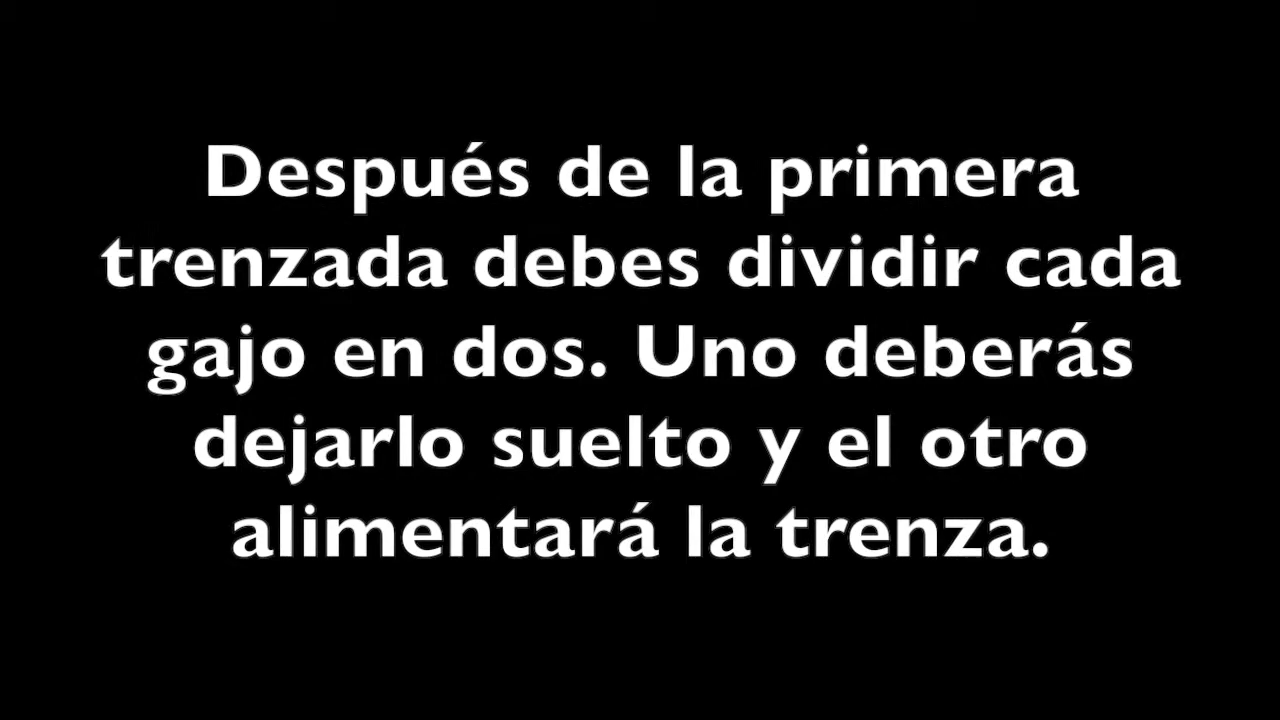 Después de la primera
trenzada debes dividir cada
gajo en dos. Uno deberás
dejarlo suelto y el otro
alimentará la trenza.